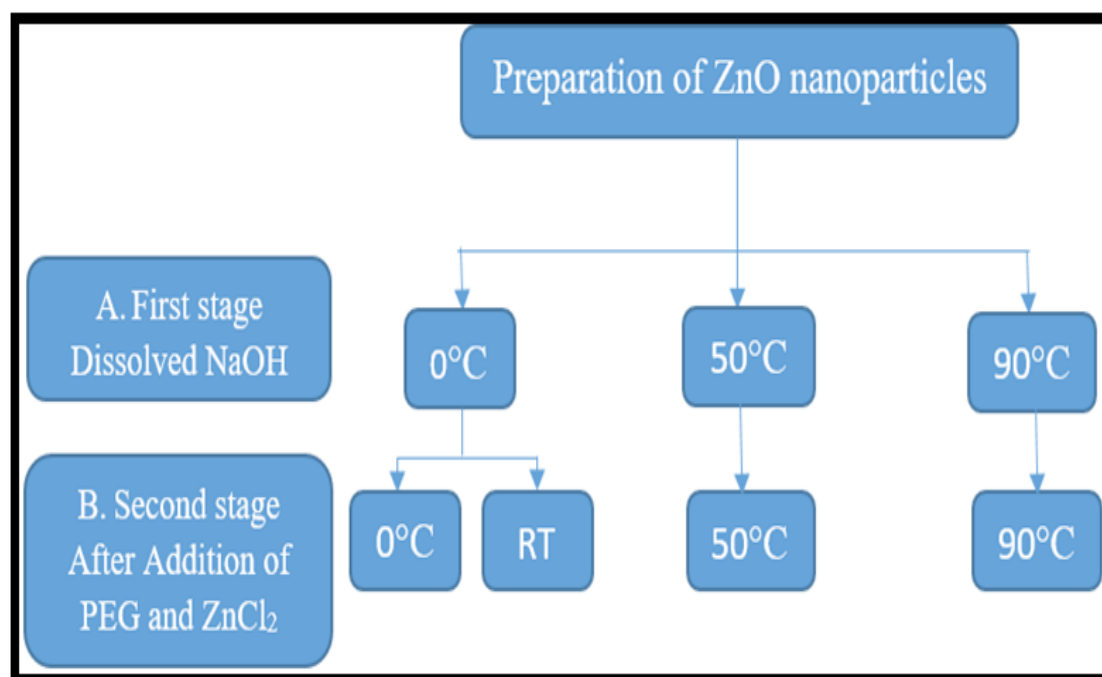 Preparation of ZnO nanoparticles
A. First stage
Dissolved NaOH
0°C
50°C
90°C
B. Second stage
After Addition of
PEG and ZnCl₂
0°C
RT
50°C
90°C